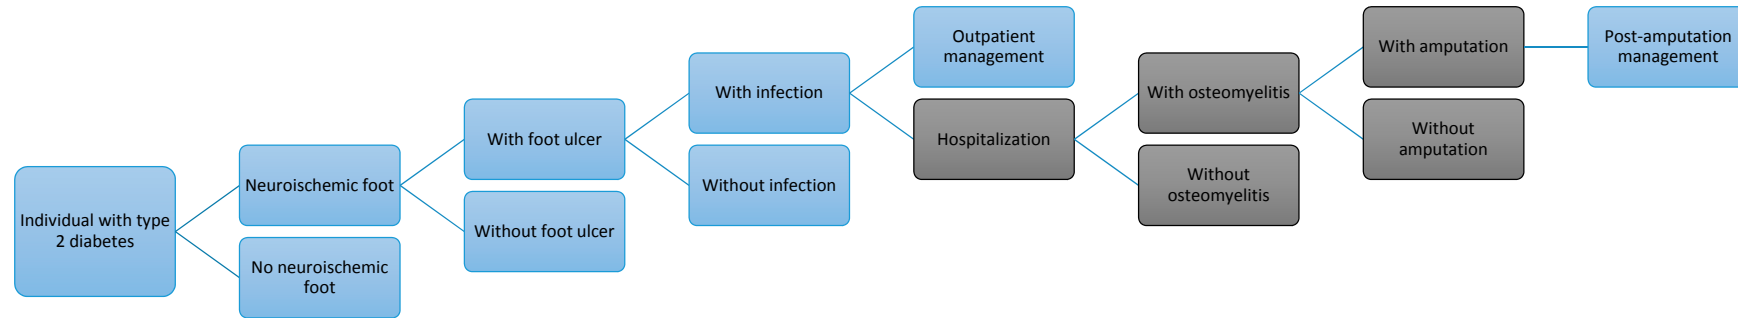 Individual with type
2 diabetes
Neuroischemic foot
No neuroischemic
foot
With foot ulcer
Without foot ulcer
With infection
Without infection
Outpatient
management
Hospitalization
With osteomyelitis
Without
osteomyelitis
With amputation
Without
amputation
Post-amputation
management